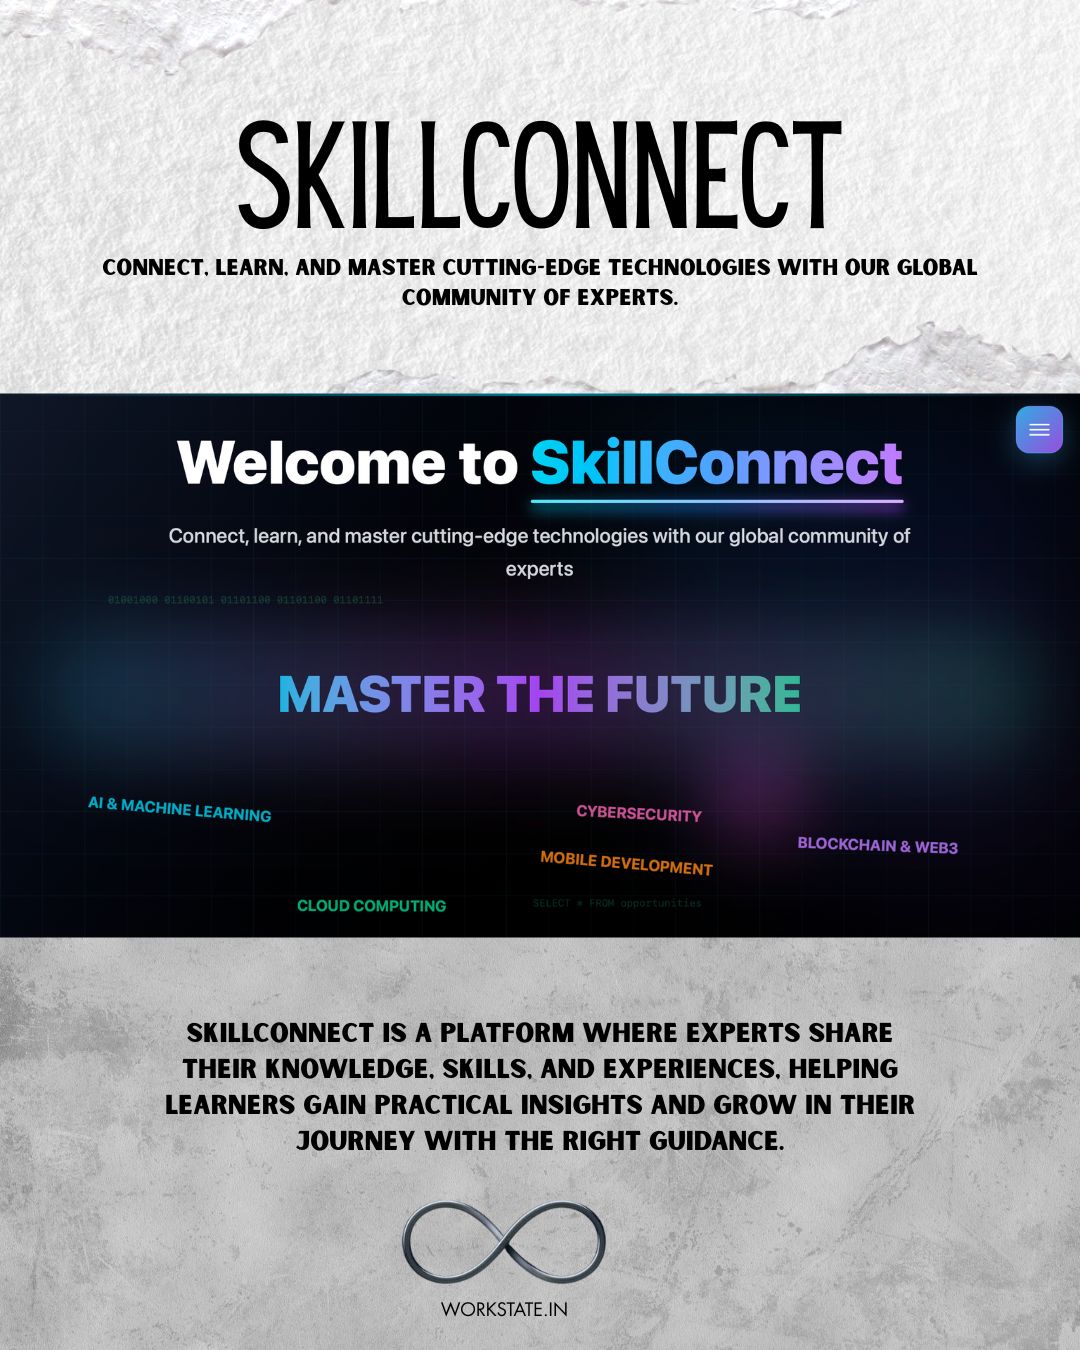 SKILLCONNECT
CONNECT, LEARN, AND MASTER CUTTING-EDGE TECHNOLOGIES WITH OUR GLOBAL
COMMUNITY OF EXPERTS.
Welcome to SkillConnect
Connect, learn, and master cutting-edge technologies with our global community of
experts
01001000 01100101 01101100 01101100 01101111
MASTER THE FUTURE
AI & MACHINE LEARNING
CYBERSECURITY
BLOCKCHAIN & WEB3
MOBILE DEVELOPMENT
CLOUD COMPUTING
SELECT * FROM opportunities
SKILLCONNECT IS A PLATFORM WHERE EXPERTS SHARE
THEIR KNOWLEDGE, SKILLS, AND EXPERIENCES, HELPING
LEARNERS GAIN PRACTICAL INSIGHTS AND GROW IN THEIR
JOURNEY WITH THE RIGHT GUIDANCE.
WORKSTATE.IN